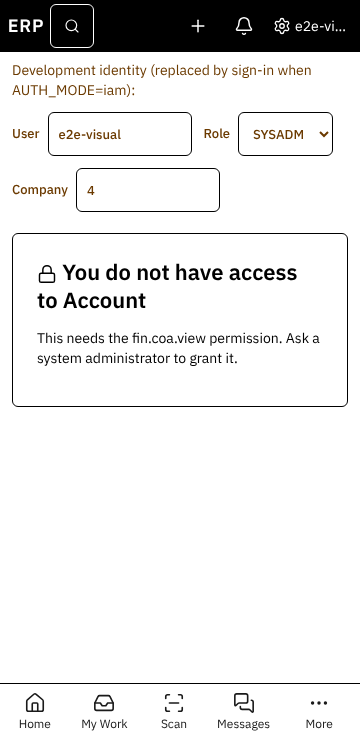 ERP
e2e-vi...
Development identity (replaced by sign-in when
AUTH_MODE=iam):
User
e2e-visual
Role
SYSADM
Company
4
You do not have access
to Account
This needs the fin.coa.view permission. Ask a
system administrator to grant it.
Home
My Work
Scan
Messages
More